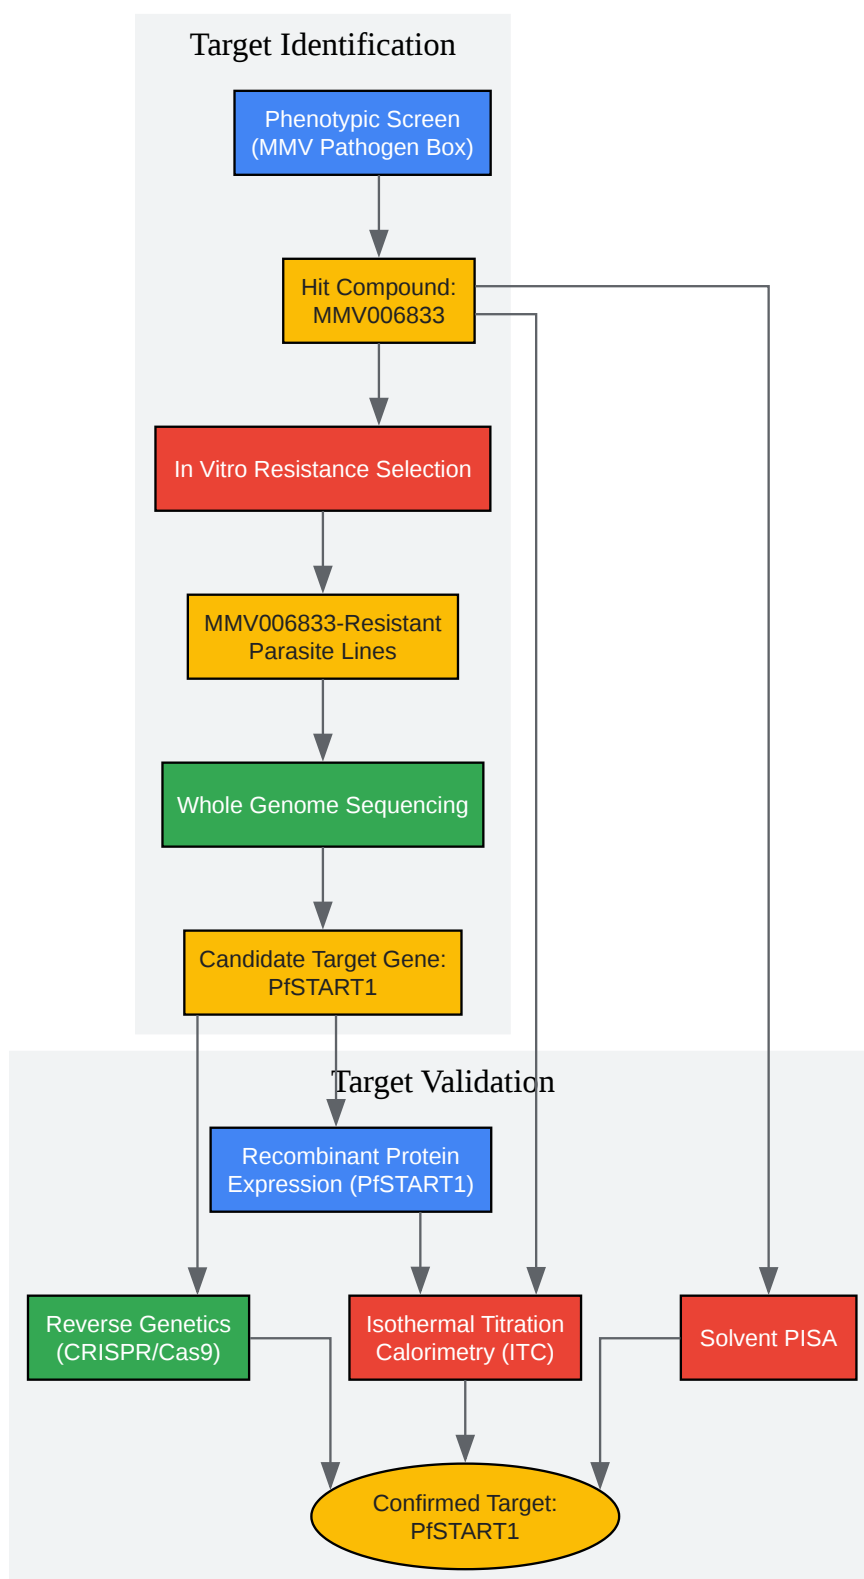 Target Identification
Phenotypic Screen
(MMV Pathogen Box)
Hit Compound:
MMV006833
In Vitro Resistance Selection
MMV006833-Resistant
Parasite Lines
Whole Genome Sequencing
Candidate Target Gene:
PfSTART1
Target Validation
Recombinant Protein
Expression (PfSTART1)
Reverse Genetics
(CRISPR/Cas9)
Isothermal Titration
Calorimetry (ITC)
Solvent PISA
Confirmed Target:
PfSTART1